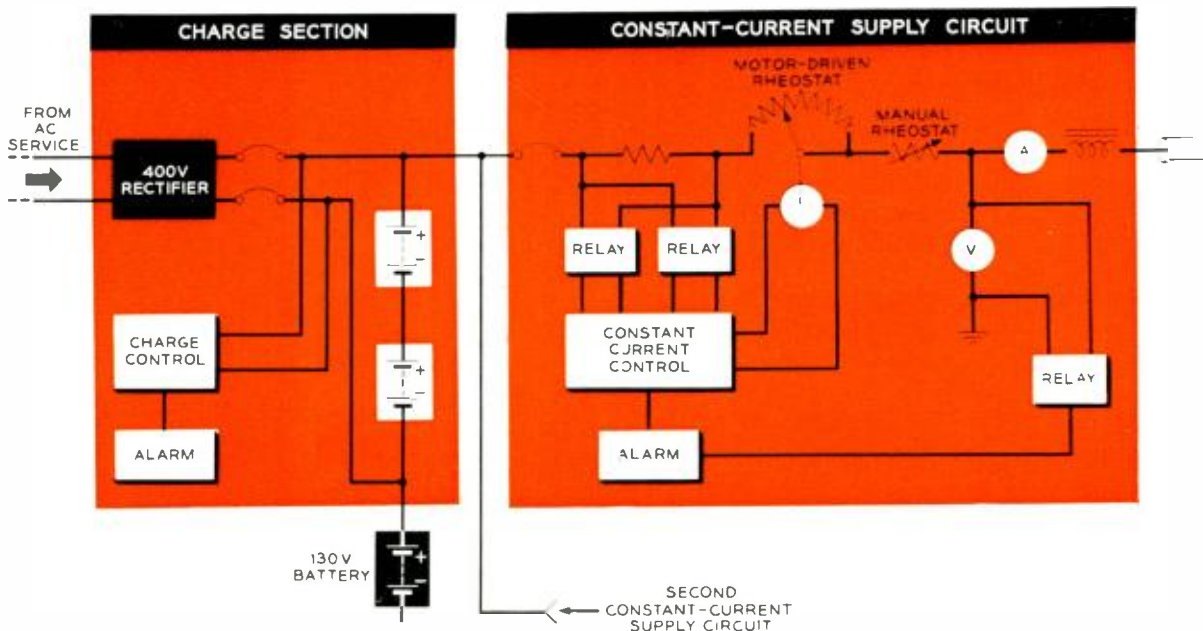 CHARGE SECTION
CONSTANT-CURRENT SUPPLY CIRCUIT
FROM
AC
SERVICE
400V
RECTIFIER
MOTOR-DRIVEN
RHEOSTAT
MANUAL
RHEOSTAT
A
V
RELAY
RELAY
CHARGE
CONTROL
CONSTANT
CURRENT
CONTROL
RELAY
ALARM
ALARM
+
-
+
-
130V
BATTERY
+
-
SECOND
CONSTANT-CURRENT
SUPPLY CIRCUIT